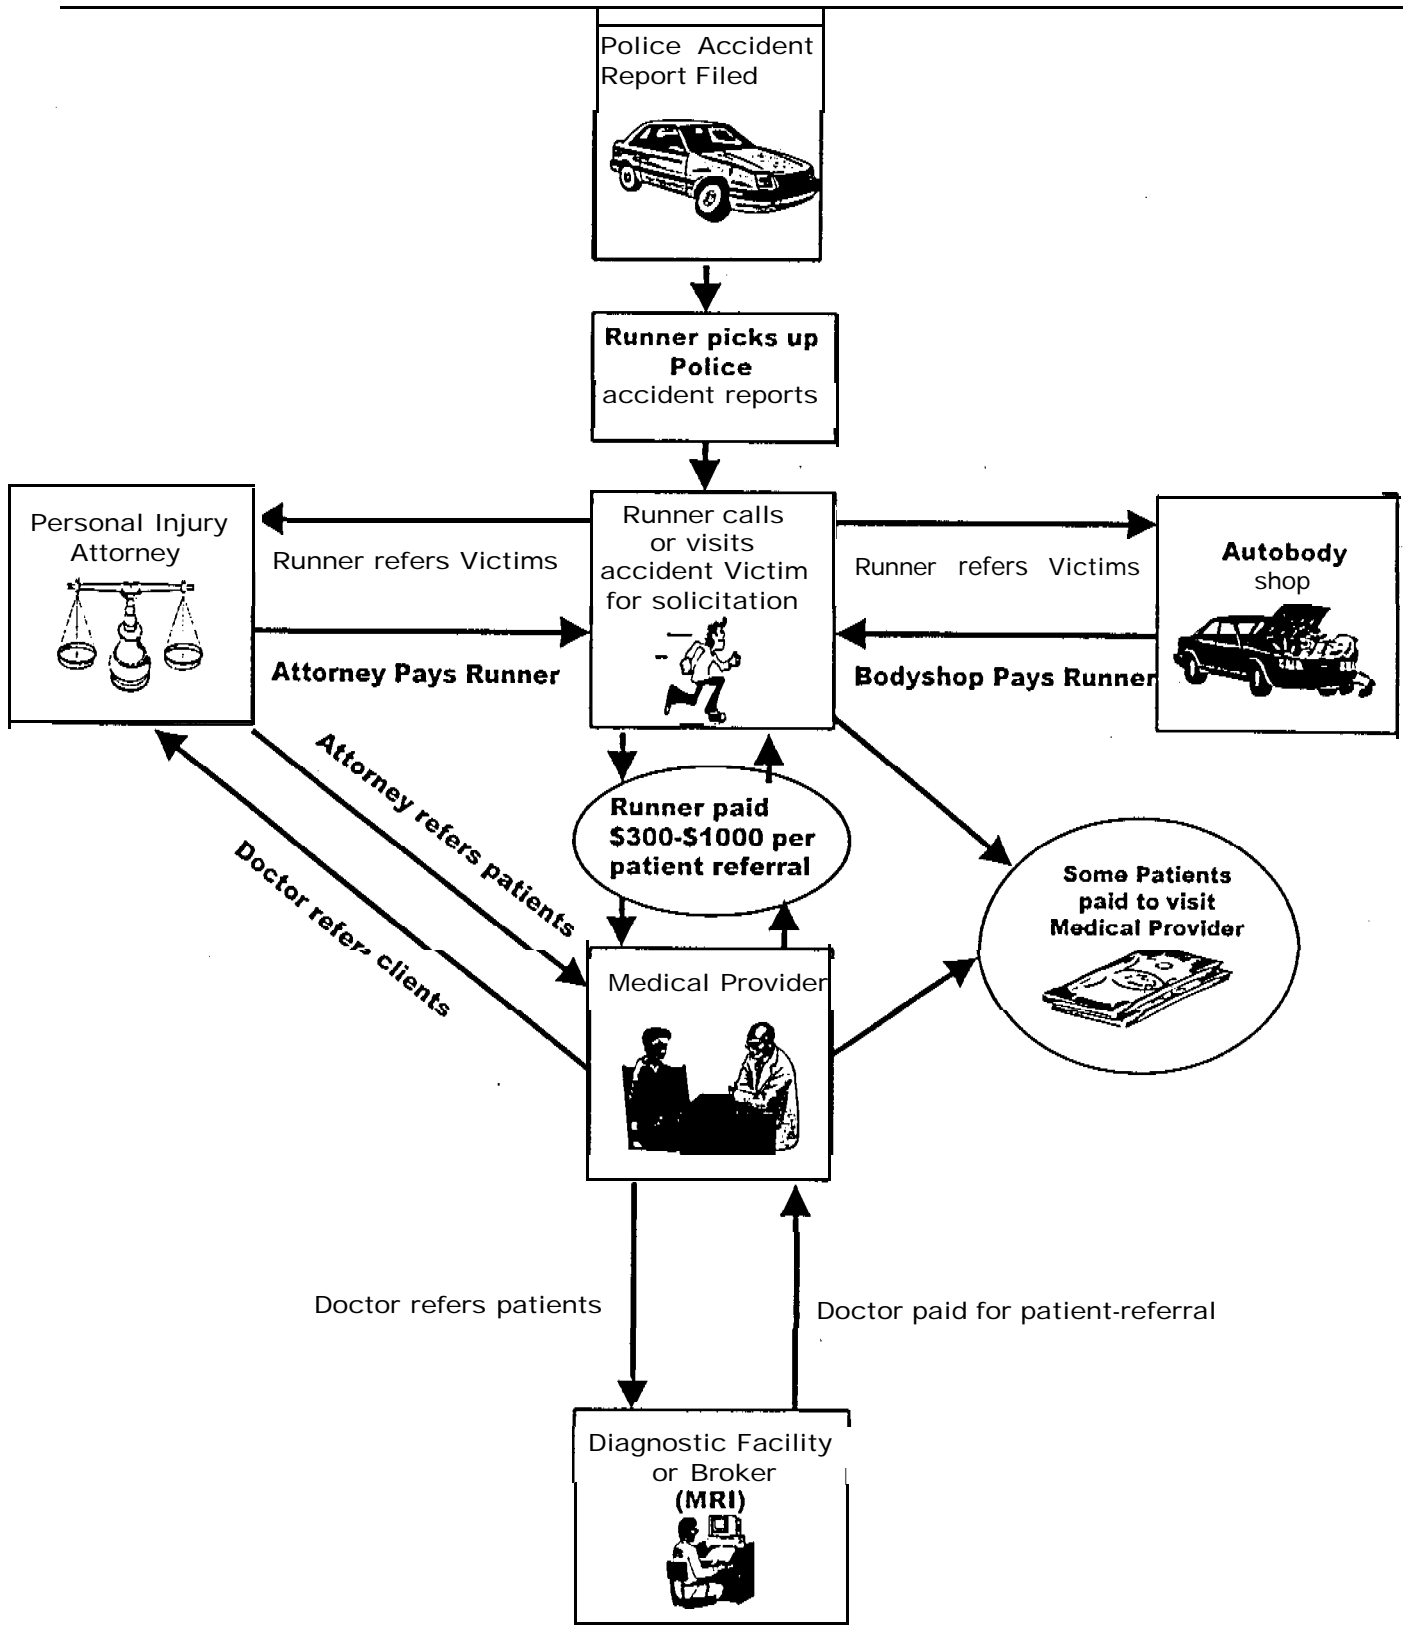 Police Accident
Report Filed
Runner picks up
Police
accident reports
Personal Injury
Attorney
Runner refers Victims
Attorney Pays Runner
Runner calls
or visits
accident Victim
for solicitation
Runner refers Victims
Bodyshop Pays Runner
Autobody
shop
Attorney refers patients
Doctor refers clients
Runner paid
$300-$1000 per
patient referral
Some Patients
paid to visit
Medical Provider
Medical Provider
Doctor refers patients
Doctor paid for patient-referral
Diagnostic Facility
or Broker
(MRI)